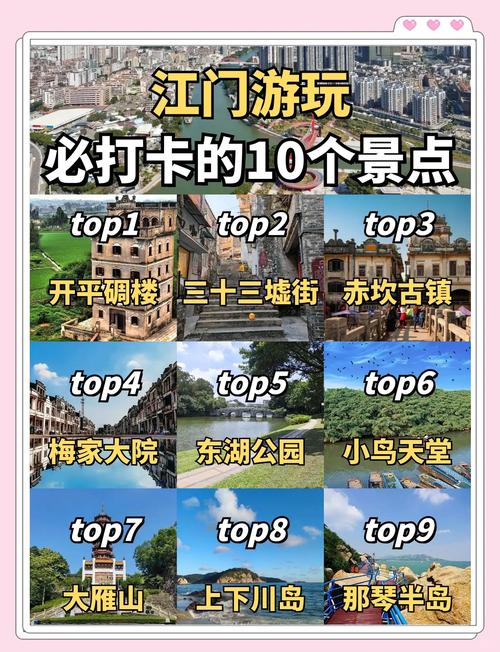 江门游玩
必打卡的10个景点
top1
top2
top3
开平碉楼
三十三墟街
赤坎古镇
top4
top5
top6
梅家大院
东湖公园
小鸟天堂
top7
top8
top9
大雁山
上下川岛
那琴半岛